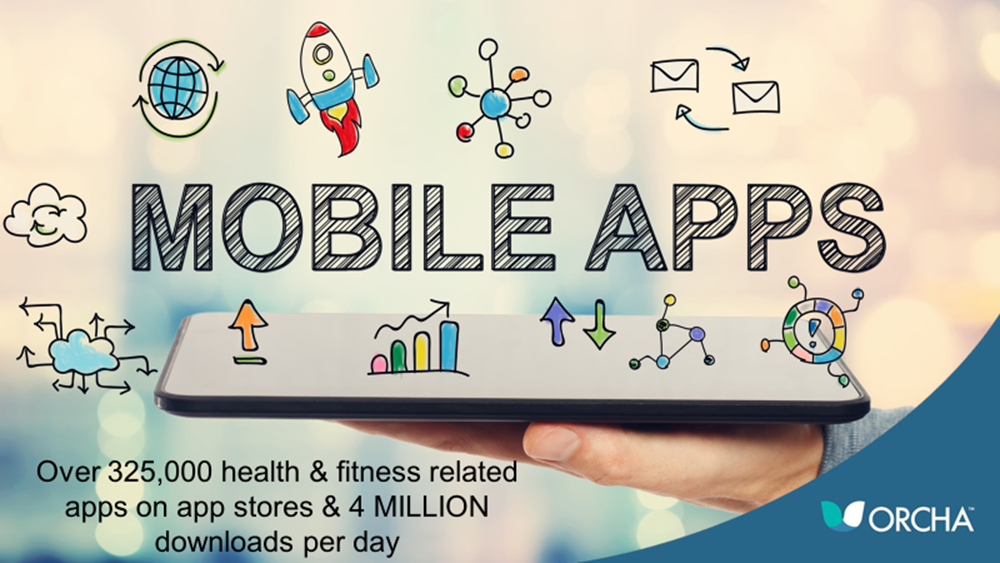 MOBILE APPS
Over 325,000 health & fitness related
apps on app stores & 4 MILLION
downloads per day
ORCHA™